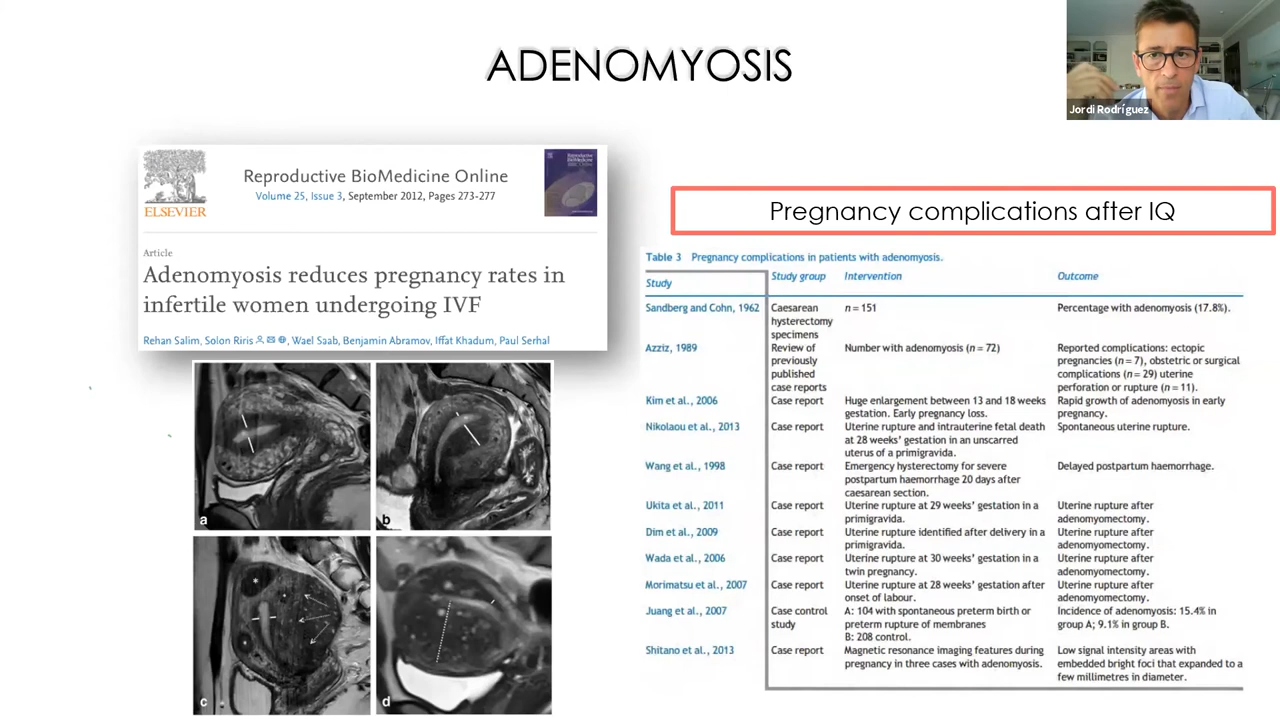 ADENOMYOSIS
Jordi Rodríguez
ELSEVIER
Reproductive BioMedicine Online
Volume 25, Issue 3, September 2012, Pages 273-277
Article
Adenomyosis reduces pregnancy rates in
infertile women undergoing IVF
Rehan Salim, Solon Riris, Wael Saab, Benjamin Abramov, Iffat Khadum, Paul Serhal
a
b
c
d
Pregnancy complications after IQ
Table 3 Pregnancy complications in patients with adenomyosis.
Study Study group Intervention Outcome
Sandberg and Cohn, 1962 Caesarean n = 151 Percentage with adenomyosis (17.8%).
hysterectomy
specimens
Azziz, 1989 Review of Number with adenomyosis (n = 72) Reported complications: ectopic
previously pregnancies (n = 7), obstetric or surgical
published complications (n = 29) uterine
case reports perforation or rupture (n = 11).
Kim et al., 2006 Case report Huge enlargement between 13 and 18 weeks Rapid growth of adenomyosis in early
gestation. Early pregnancy loss. pregnancy.
Nikolaou et al., 2013 Case report Uterine rupture and intrauterine fetal death Spontaneous uterine rupture.
at 28 weeks' gestation in an unscarred
uterus of a primigravida.
Wang et al., 1998 Case report Emergency hysterectomy for severe Delayed postpartum haemorrhage.
postpartum haemorrhage 20 days after
caesarean section.
Ukita et al., 2011 Case report Uterine rupture at 29 weeks' gestation in a Uterine rupture after
primigravida. adenomyomectomy.
Dim et al., 2009 Case report Uterine rupture identified after delivery in a Uterine rupture after
primigravida. adenomyomectomy.
Wada et al., 2006 Case report Uterine rupture at 30 weeks' gestation in a Uterine rupture after
twin pregnancy. adenomyomectomy.
Morimatsu et al., 2007 Case report Uterine rupture at 28 weeks' gestation after Uterine rupture after
onset of labour. adenomyomectomy.
Juang et al., 2007 Case control A: 104 with spontaneous preterm birth or Incidence of adenomyosis: 15.4% in
study preterm rupture of membranes group A; 9.1% in group B.
B: 208 control.
Shitano et al., 2013 Case report Magnetic resonance imaging features during Low signal intensity areas with
pregnancy in three cases with adenomyosis. embedded bright foci that expanded to a
few millimetres in diameter.